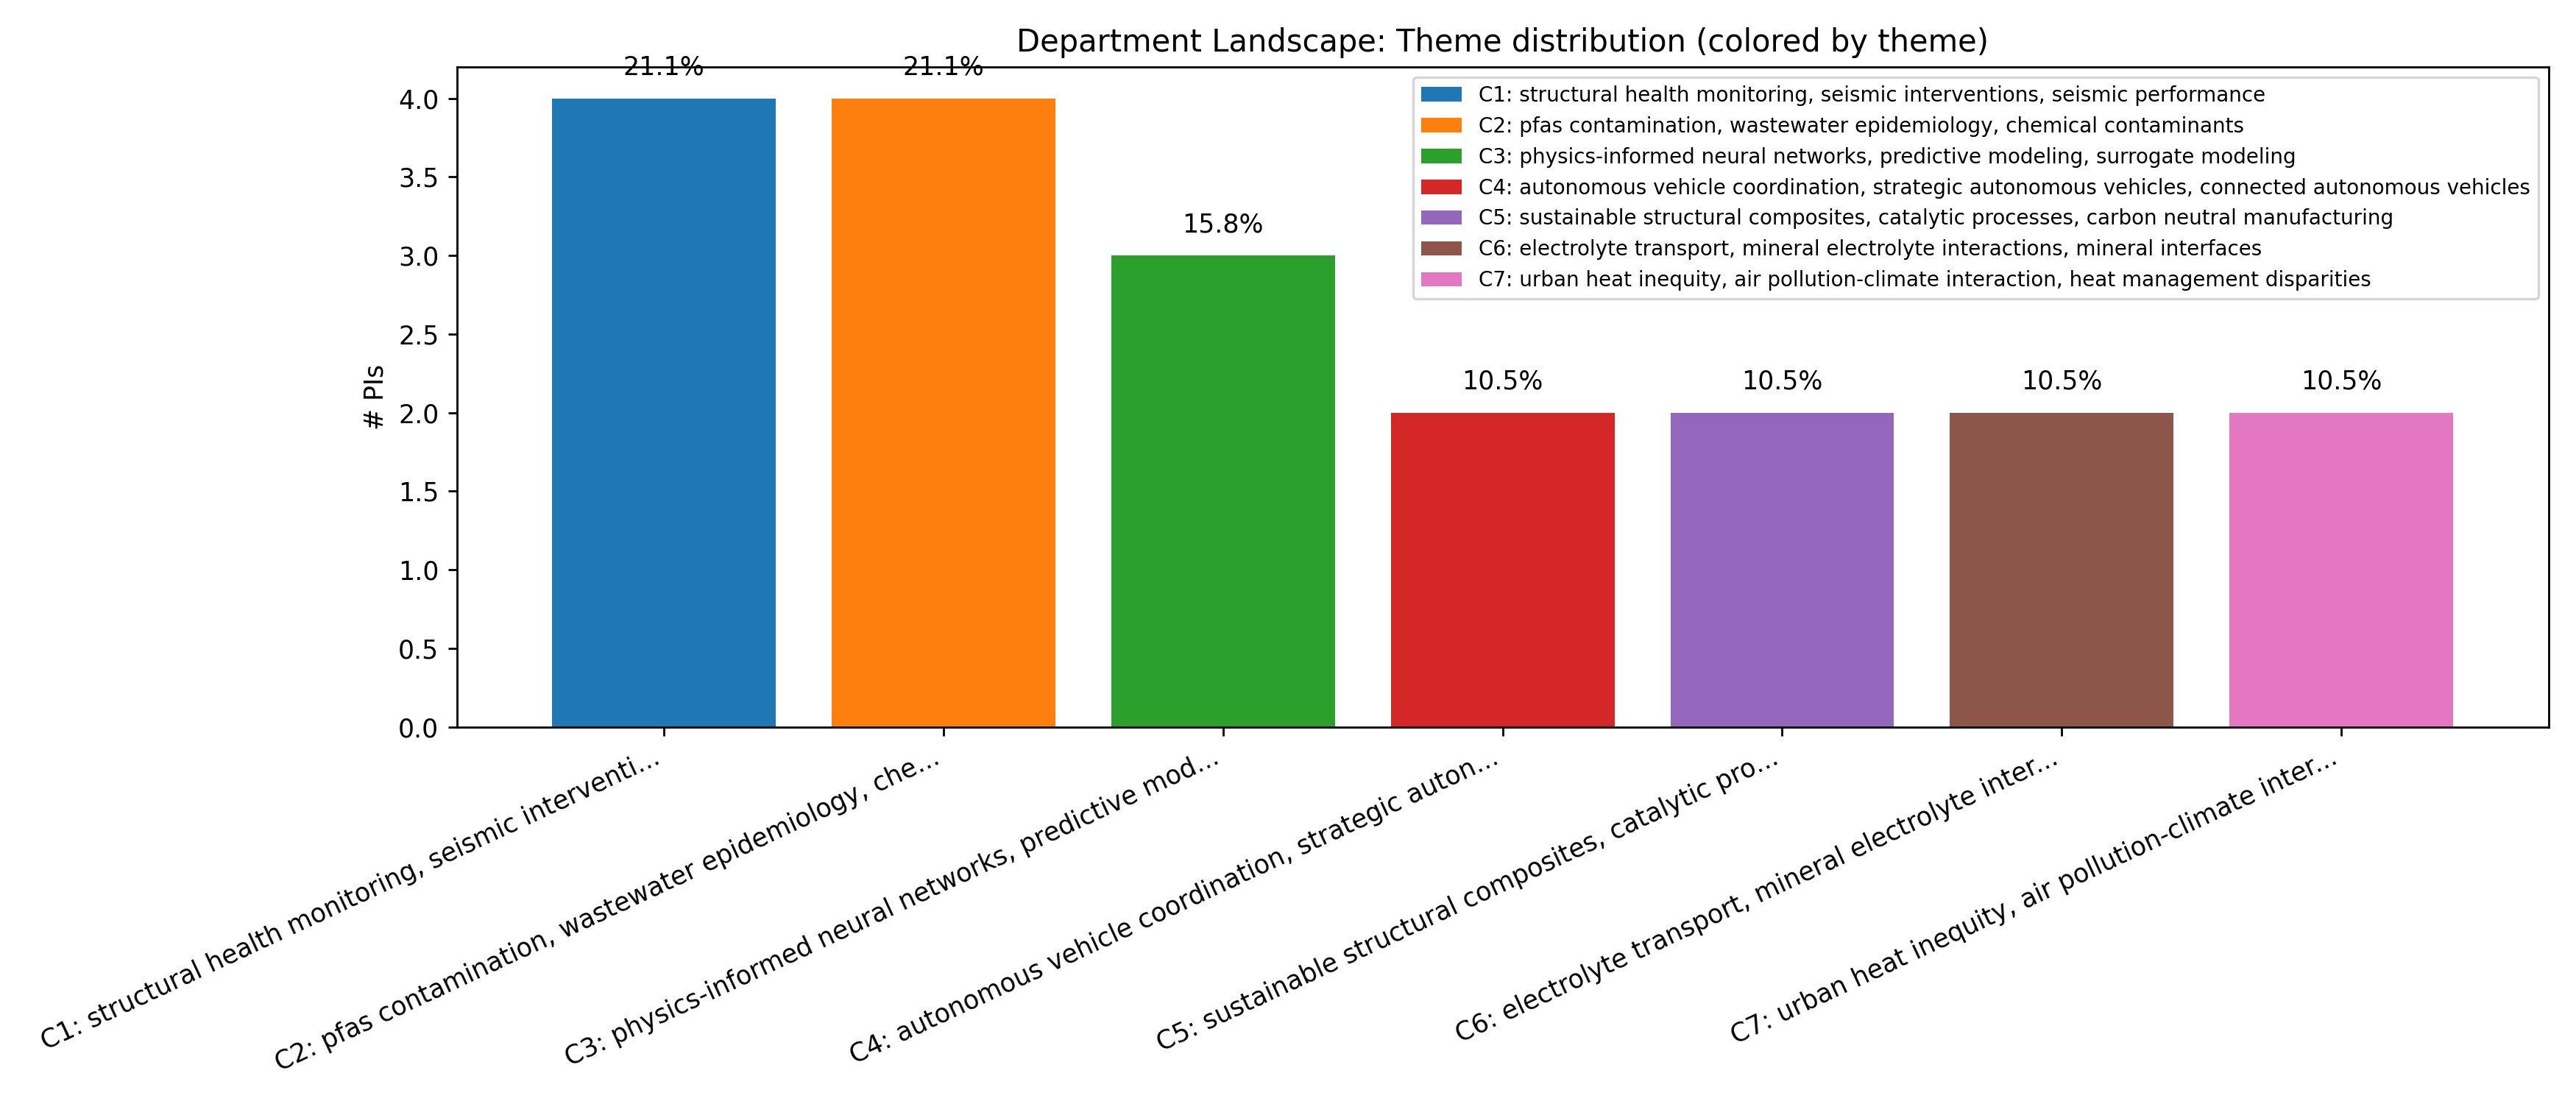 Department Landscape: Theme distribution (colored by theme)
21.1%
21.1%
15.8%
10.5%
10.5%
10.5%
10.5%
C1: structural health monitoring, seismic interventions, seismic performance
C2: pfas contamination, wastewater epidemiology, chemical contaminants
C3: physics-informed neural networks, predictive modeling, surrogate modeling
C4: autonomous vehicle coordination, strategic autonomous vehicles, connected autonomous vehicles
C5: sustainable structural composites, catalytic processes, carbon neutral manufacturing
C6: electrolyte transport, mineral electrolyte interactions, mineral interfaces
C7: urban heat inequity, air pollution-climate interaction, heat management disparities
# PIs
4.0
3.5
3.0
2.5
2.0
1.5
1.0
0.5
0.0
C1: structural health monitoring, seismic interventi...
C2: pfas contamination, wastewater epidemiology, che...
C3: physics-informed neural networks, predictive mod...
C4: autonomous vehicle coordination, strategic auton...
C5: sustainable structural composites, catalytic pro...
C6: electrolyte transport, mineral electrolyte inter...
C7: urban heat inequity, air pollution-climate inter...